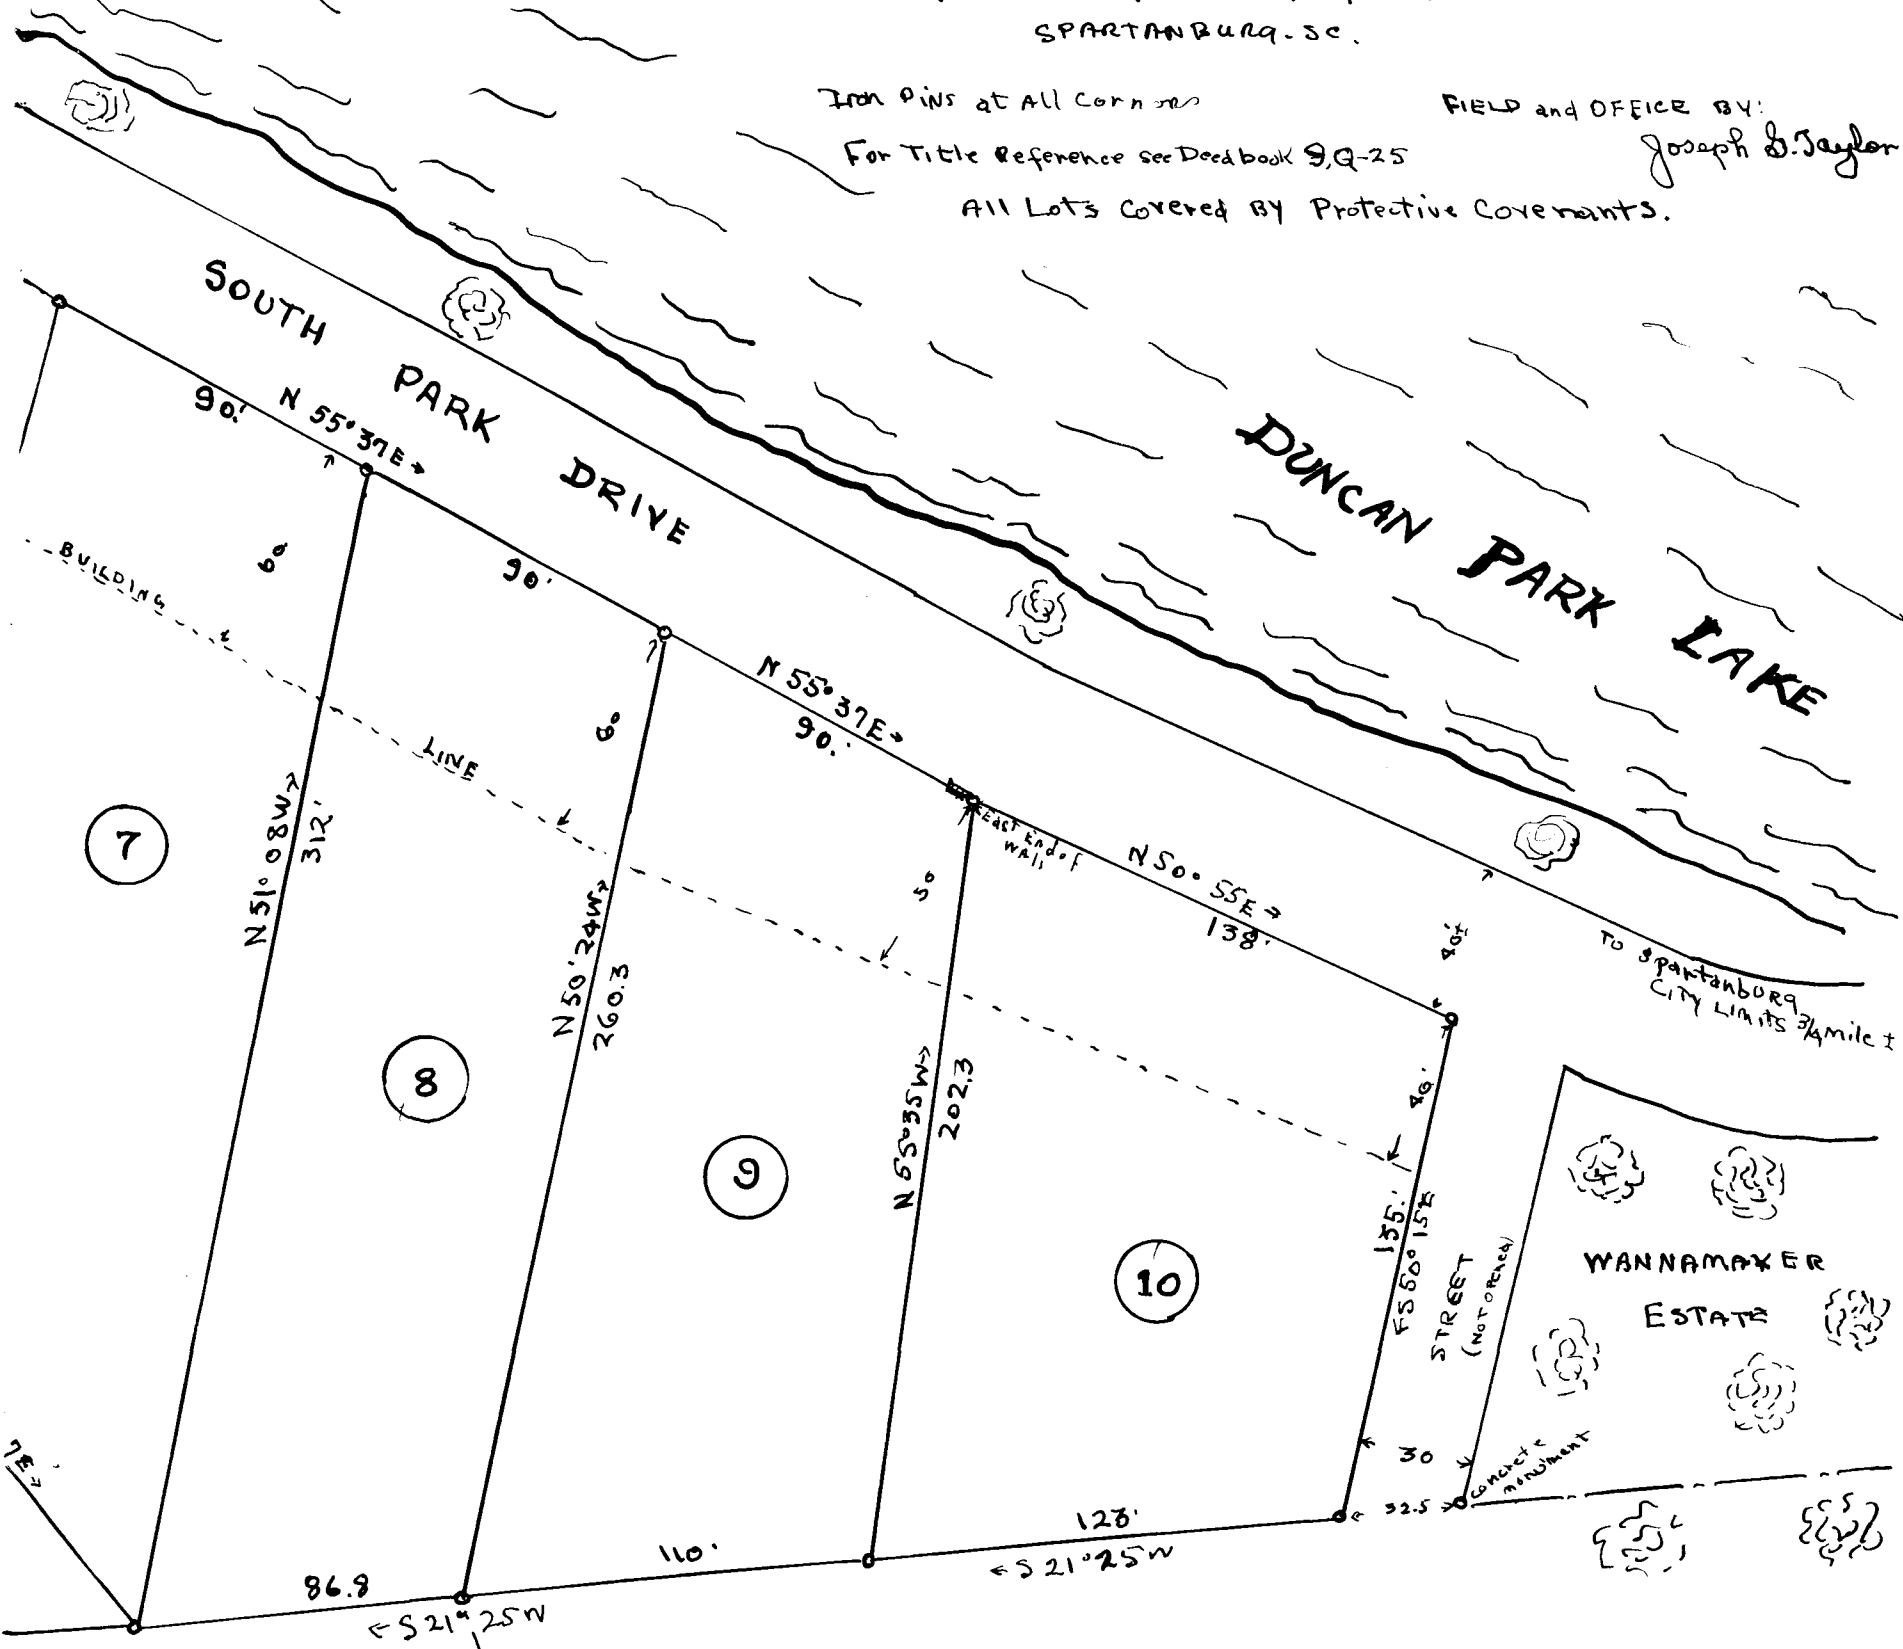 SPARTANBURG. SC.
Iron Pins at All Corners
FIELD and OFFICE BY:
Joseph G. Taylor
For Title Reference see Deed book 9,Q-25
All Lots Covered BY Protective Covenants.
SOUTH PARK DRIVE
DUNCAN PARK LAKE
90.'
N 55° 37E →
60
BUILDING LINE
90'
60
N 55° 37E →
90.'
East End of
Wall
50
N 50° 55E →
138'
40±
40'
TO Spartanburg
CITY LIMITS 3/4 mile ±
7
N 51° 08W →
312'
8
N 50° 24W →
260.3
9
N 55° 35W →
202.3
10
135.'
S 50° 15E
STREET
(NOT OPENED)
WANNAMAKER
ESTATE
30
32.5
concrete
monument
7E →
86.8
← S 21° 25W
110'
123'
← S 21° 25W